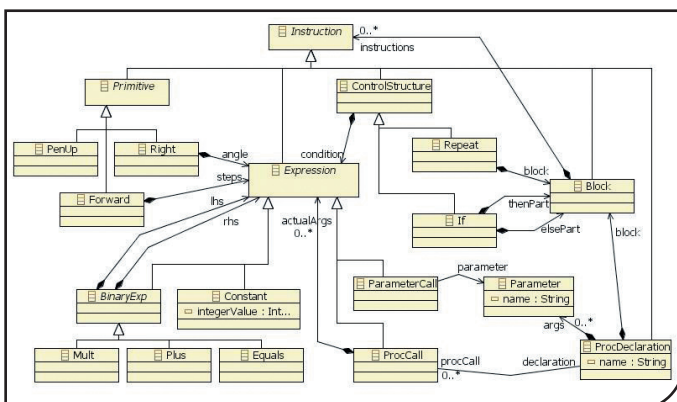 Instruction
0..*
instructions
Primitive
ControlStructure
PenUp
Right
angle
condition
Repeat
block
Expression
steps
Forward
lhs
rhs
actualArgs
0..*
If
thenPart
elsePart
Block
block
ParameterCall
parameter
Parameter
name : String
args
0..*
BinaryExp
Constant
integerValue : Int...
Mult
Plus
Equals
ProcCall
procCall
0..*
declaration
ProcDeclaration
name : String